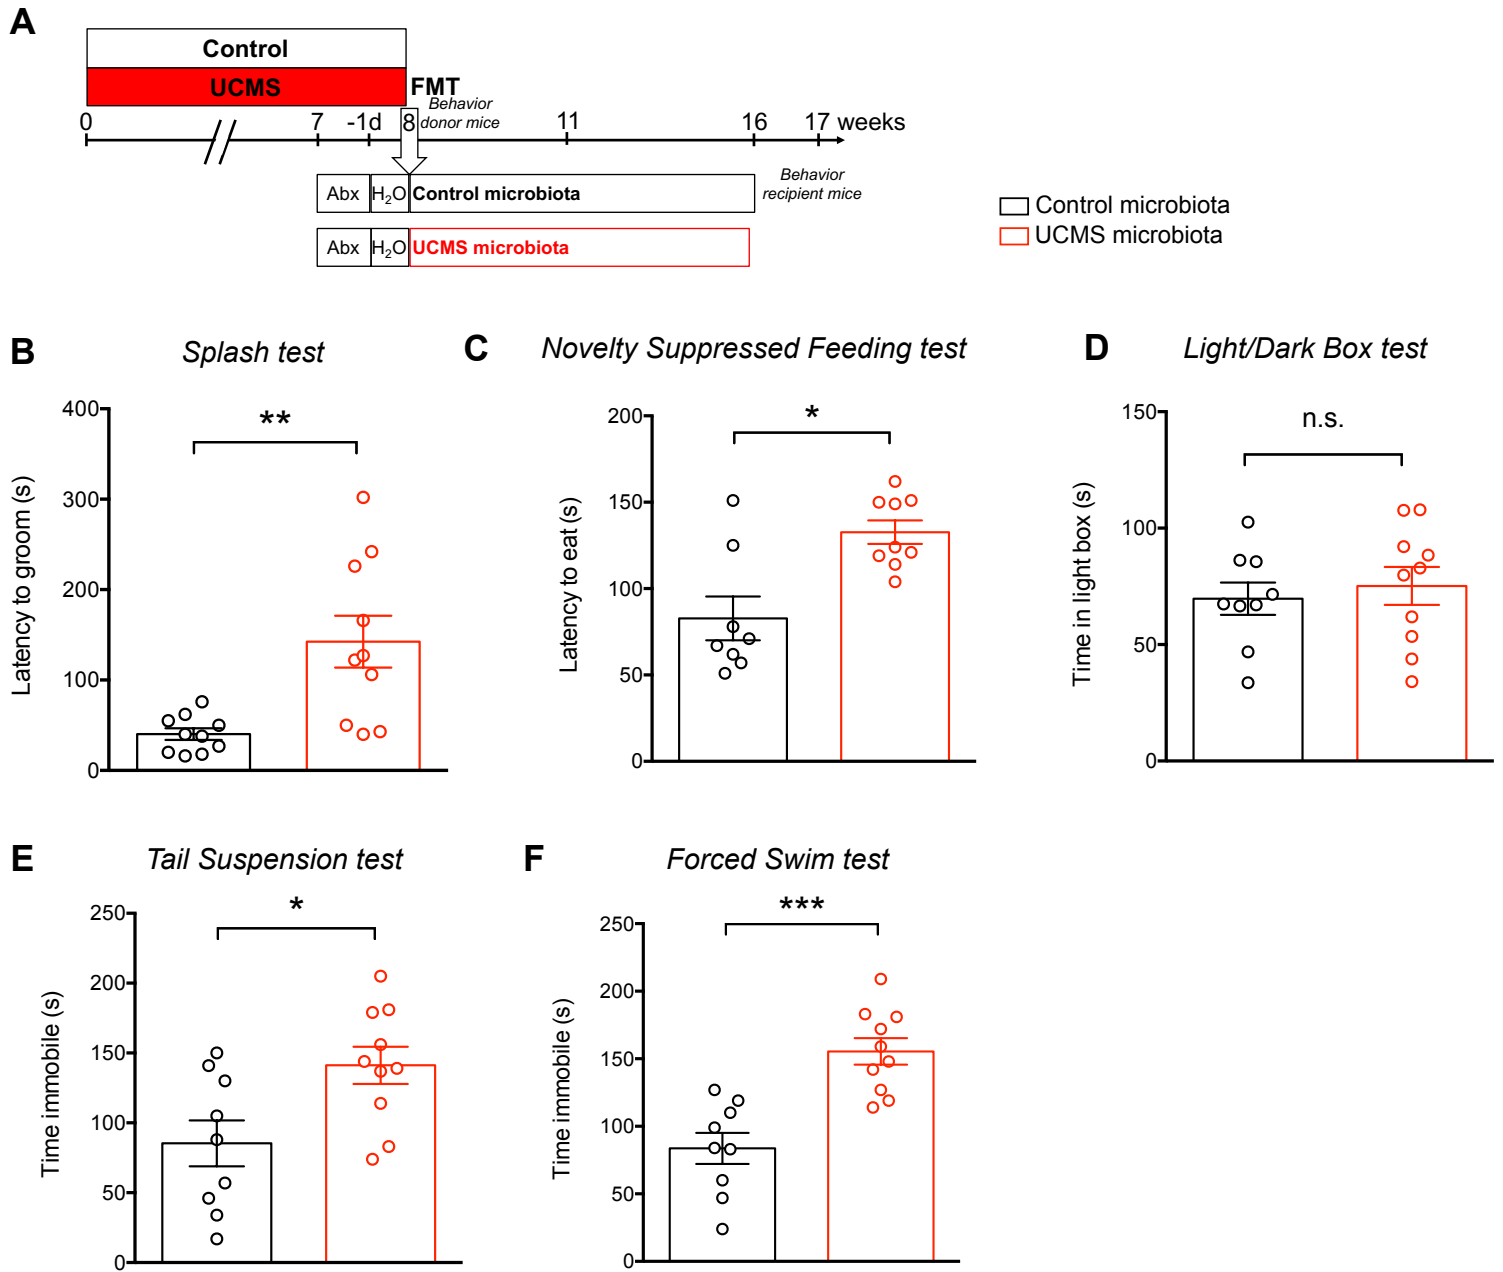 A
Control
UCMS
FMT
Behavior
donor mice
0 7 -1d 8 11 16 17 weeks
Abx H₂O Control microbiota
Behavior
recipient mice
Abx H₂O UCMS microbiota
Control microbiota
UCMS microbiota
B Splash test
**
Latency to groom (s)
400
300
200
100
0
C Novelty Suppressed Feeding test
*
Latency to eat (s)
200
150
100
50
0
D Light/Dark Box test
n.s.
Time in light box (s)
150
100
50
0
E Tail Suspension test
*
Time immobile (s)
250
200
150
100
50
0
F Forced Swim test
***
Time immobile (s)
250
200
150
100
50
0